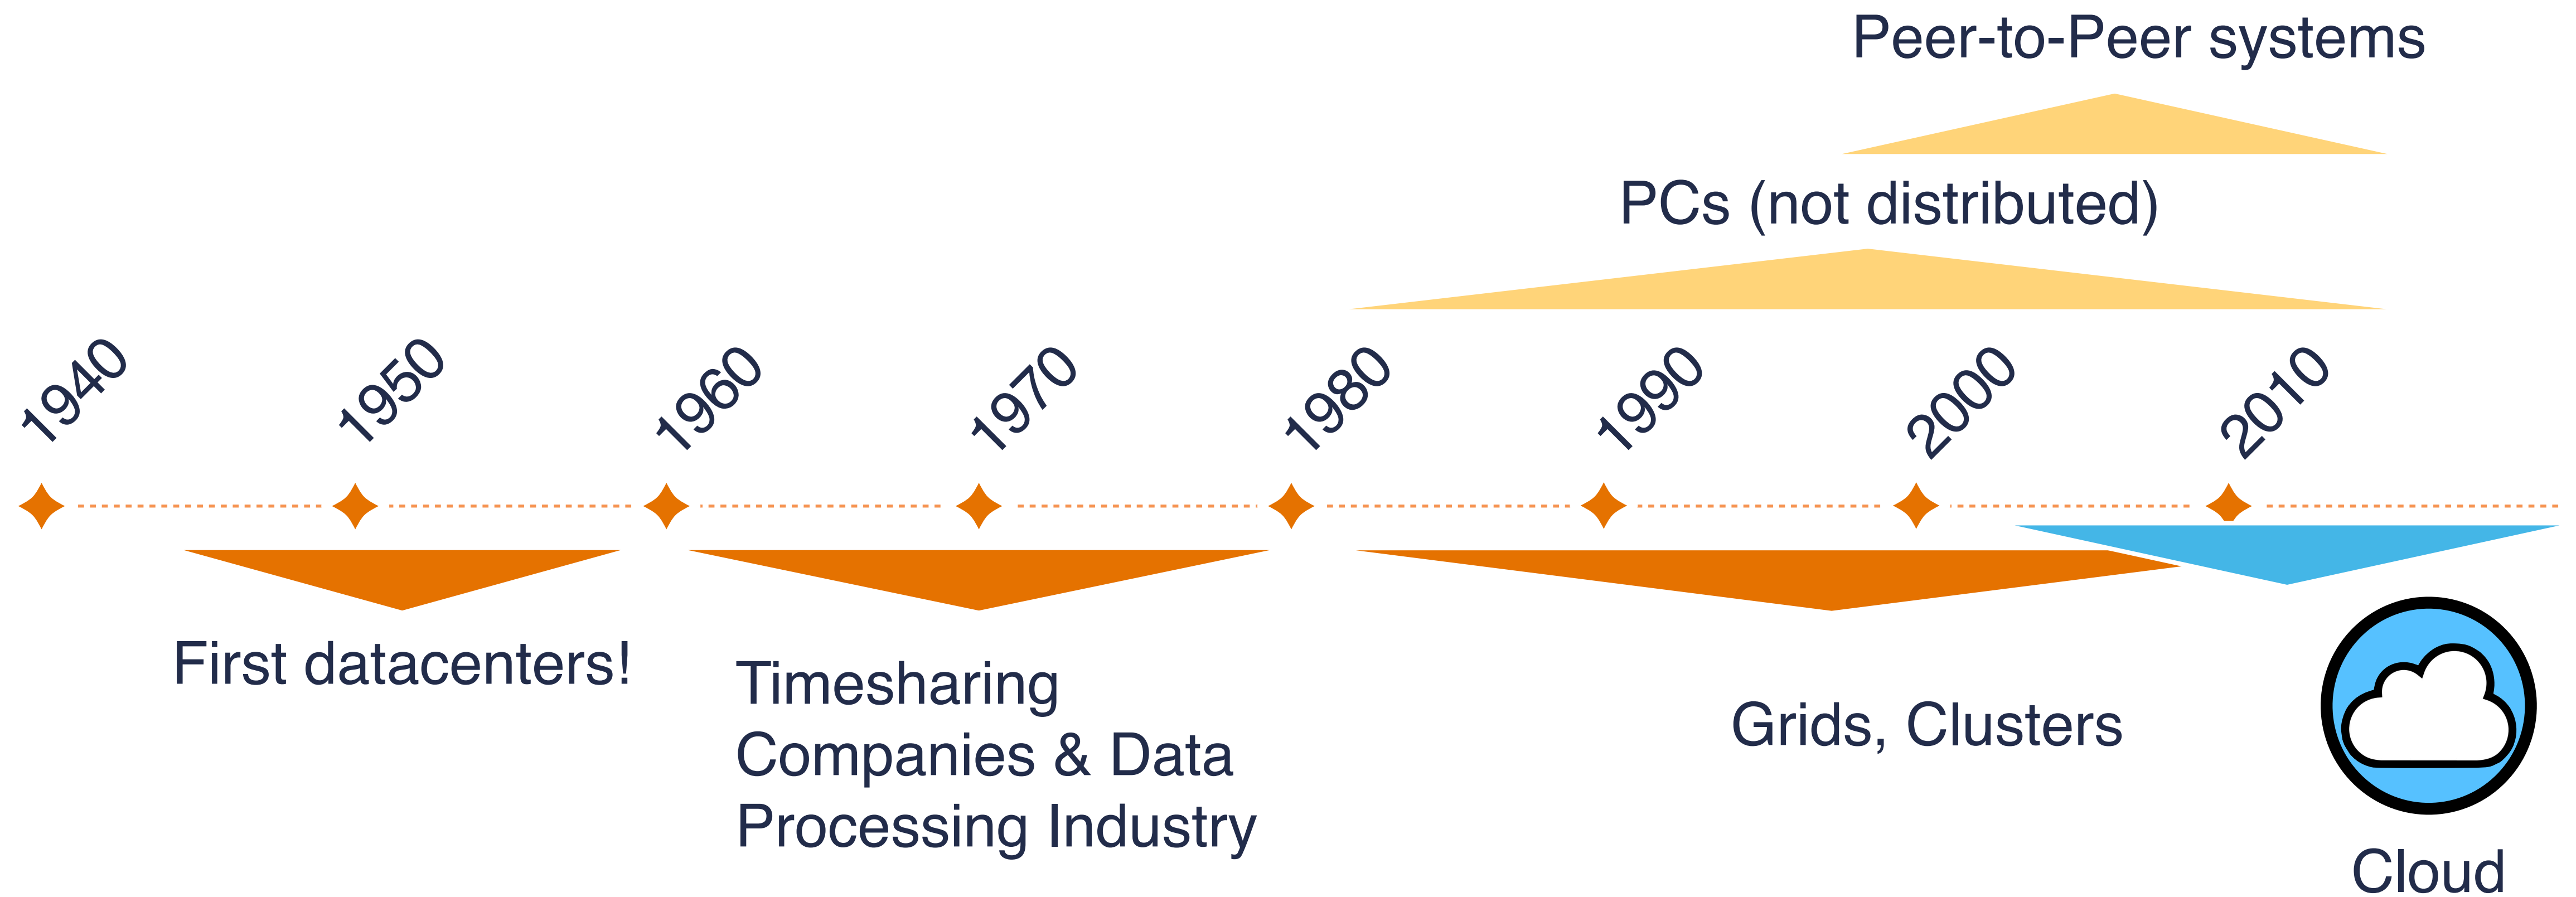 Peer-to-Peer systems
PCs (not distributed)
1940
1950
1960
1970
1980
1990
2000
2010
First datacenters!
Timesharing
Companies & Data
Processing Industry
Grids, Clusters
Cloud